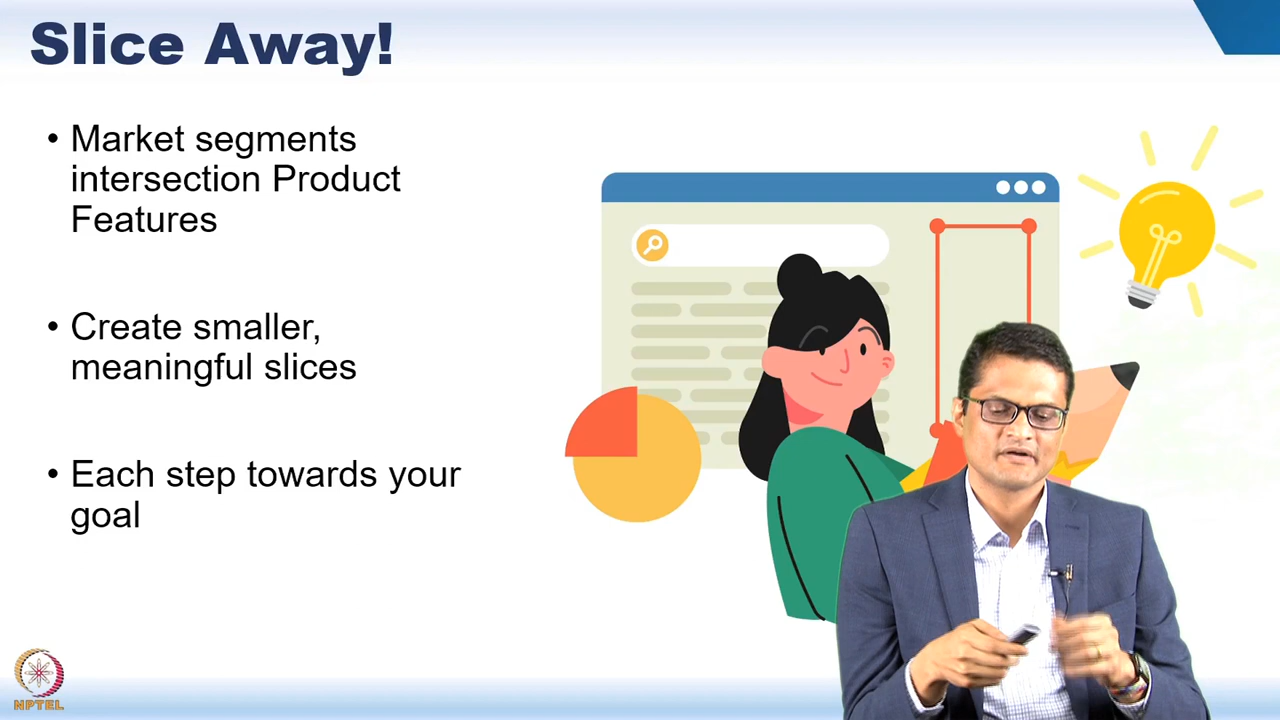 Slice Away!
• Market segments
intersection Product
Features
• Create smaller,
meaningful slices
• Each step towards your
goal
NPTEL